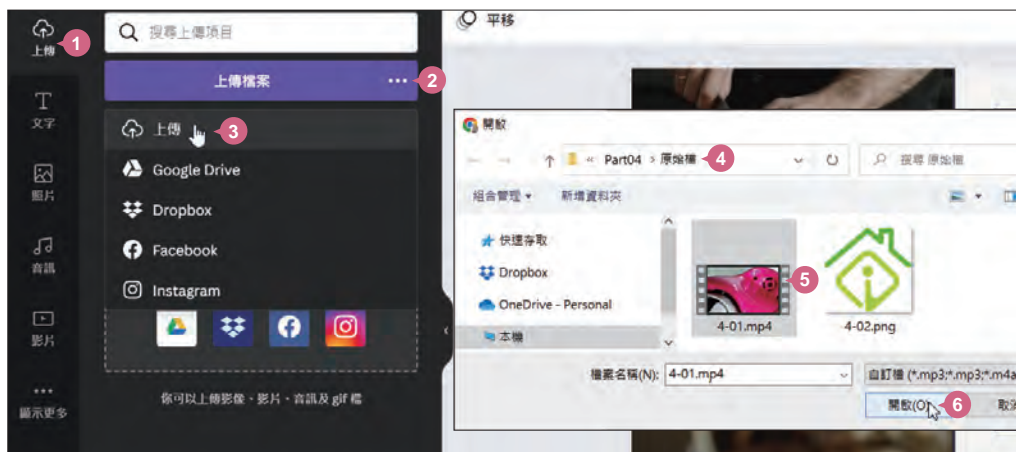 上傳
1
搜尋上傳項目
上傳檔案
•••
2
上傳
3
Google Drive
Dropbox
Facebook
Instagram
你可以上傳影像、影片、音訊及 gif 檔
文字
照片
音訊
影片
顯示更多
平移
開啟
« Part04 > 原始檔
4
搜尋 原始檔
組合管理
新增資料夾
快速存取
Dropbox
OneDrive - Personal
本機
5
4-01.mp4
4-02.png
檔案名稱(N):
4-01.mp4
自訂檔 (*.mp3;*.mp3;*.m4a
開啟(O)
6
取消